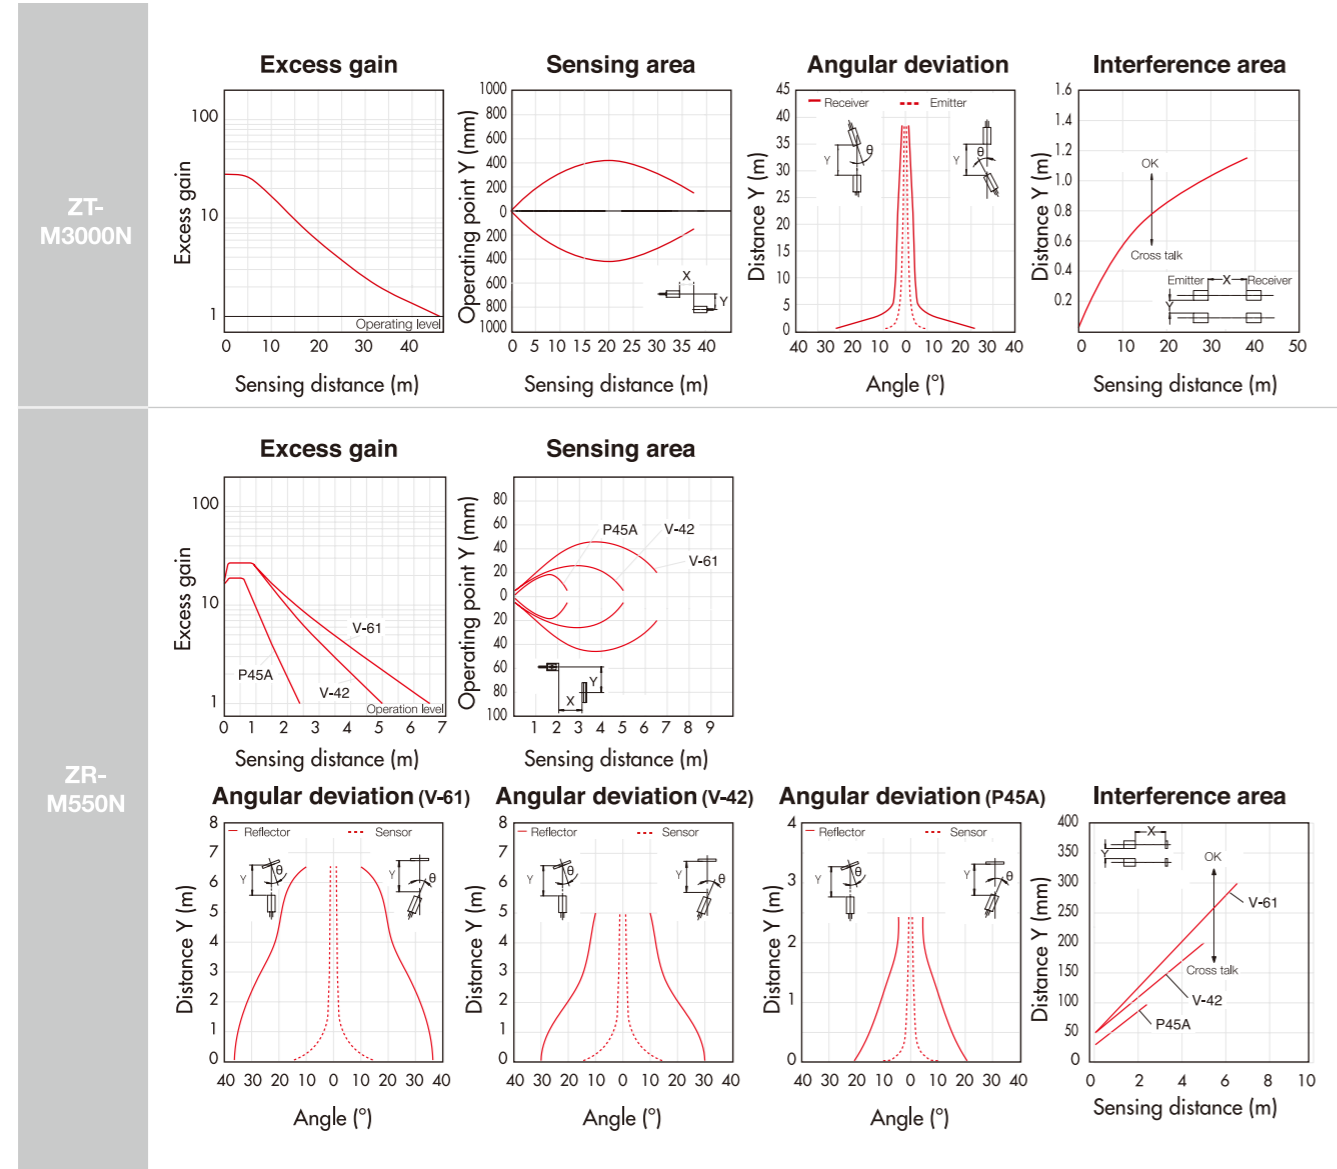 ZT-
M3000N
Excess gain
Excess gain
100
10
1
Operating level
0 10 20 30 40
Sensing distance (m)
Sensing area
Operating point Y (mm)
1000
800
600
400
200
0
200
400
600
800
1000
X
Y
0 5 10 15 20 25 30 35 40
Sensing distance (m)
Angular deviation
Distance Y (m)
45
40
35
30
25
20
15
10
5
0
Receiver
Emitter
Y θ
Y θ
40 30 20 10 0 10 20 30 40
Angle (°)
Interference area
Distance Y (m)
1.6
1.4
1.2
1.0
0.8
0.6
0.4
0.2
OK
Cross talk
Emitter X Receiver
Y
0 10 20 30 40 50
Sensing distance (m)
ZR-
M550N
Excess gain
Excess gain
100
10
1
V-61
P45A
V-42
Operation level
0 1 2 3 4 5 6 7
Sensing distance (m)
Sensing area
Operating point Y (mm)
80
60
40
20
0
20
40
60
80
100
P45A V-42
V-61
Y
X
1 2 3 4 5 6 7 8 9
Sensing distance (m)
Angular deviation (V-61)
Distance Y (m)
8
7
6
5
4
3
2
1
0
Reflector
Sensor
Y θ
Y θ
40 30 20 10 0 10 20 30 40
Angle (°)
Angular deviation (V-42)
Distance Y (m)
8
7
6
5
4
3
2
1
0
Reflector
Sensor
Y θ
Y θ
40 30 20 10 0 10 20 30 40
Angle (°)
Angular deviation (P45A)
Distance Y (m)
4
3
2
1
0
Reflector
Sensor
Y θ
Y θ
40 30 20 10 0 10 20 30 40
Angle (°)
Interference area
Distance Y (mm)
400
350
300
250
200
150
100
50
0
X
Y
OK
V-61
Cross talk
V-42
P45A
0 2 4 6 8 10
Sensing distance (m)